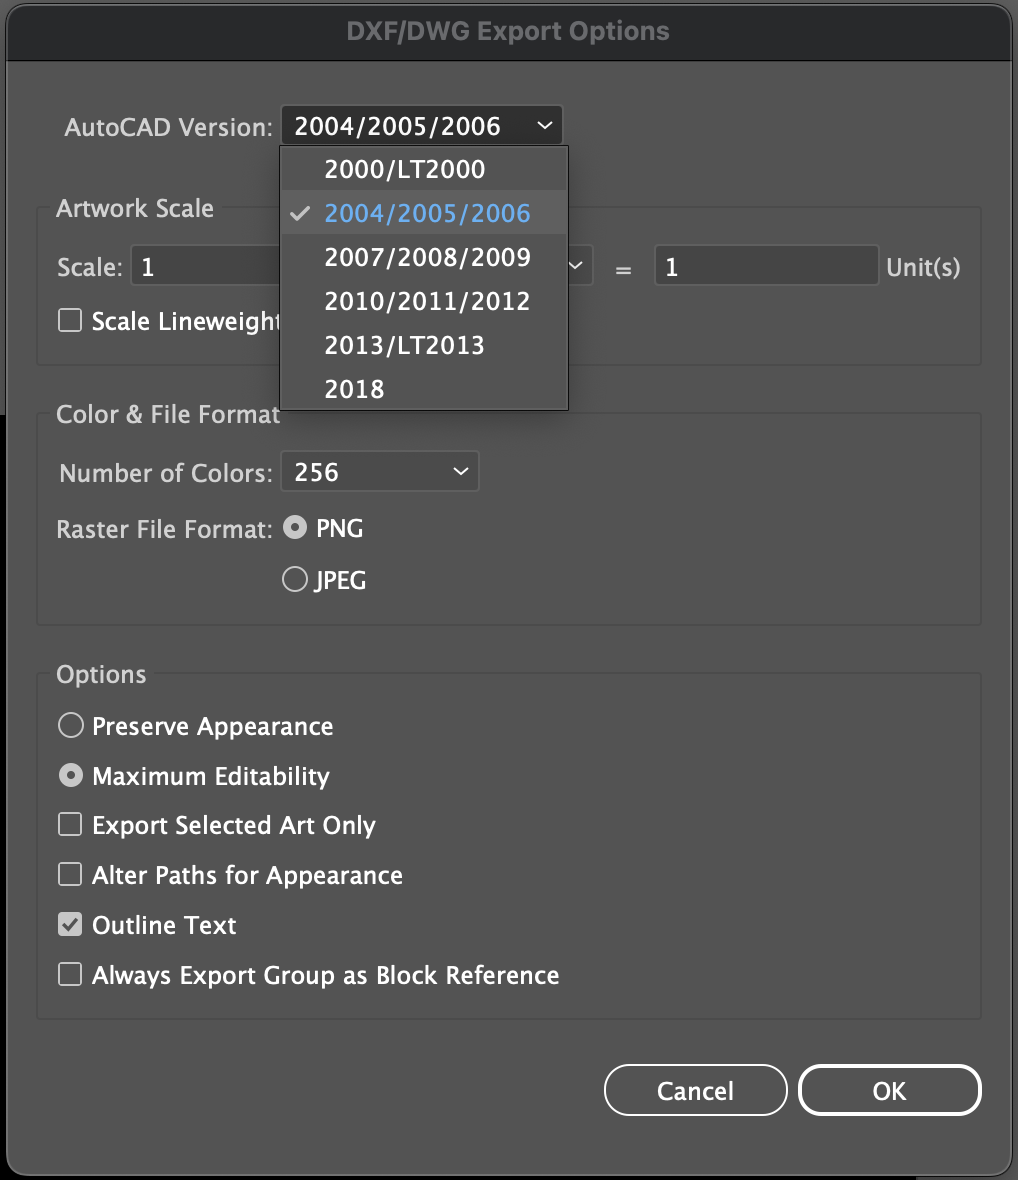 DXF/DWG Export Options
AutoCAD Version: 2004/2005/2006
2000/LT2000
2004/2005/2006
2007/2008/2009
2010/2011/2012
2013/LT2013
2018
Artwork Scale
Scale: 1 = 1 Unit(s)
Scale Lineweight
Color & File Format
Number of Colors: 256
Raster File Format: PNG
JPEG
Options
Preserve Appearance
Maximum Editability
Export Selected Art Only
Alter Paths for Appearance
Outline Text
Always Export Group as Block Reference
Cancel OK